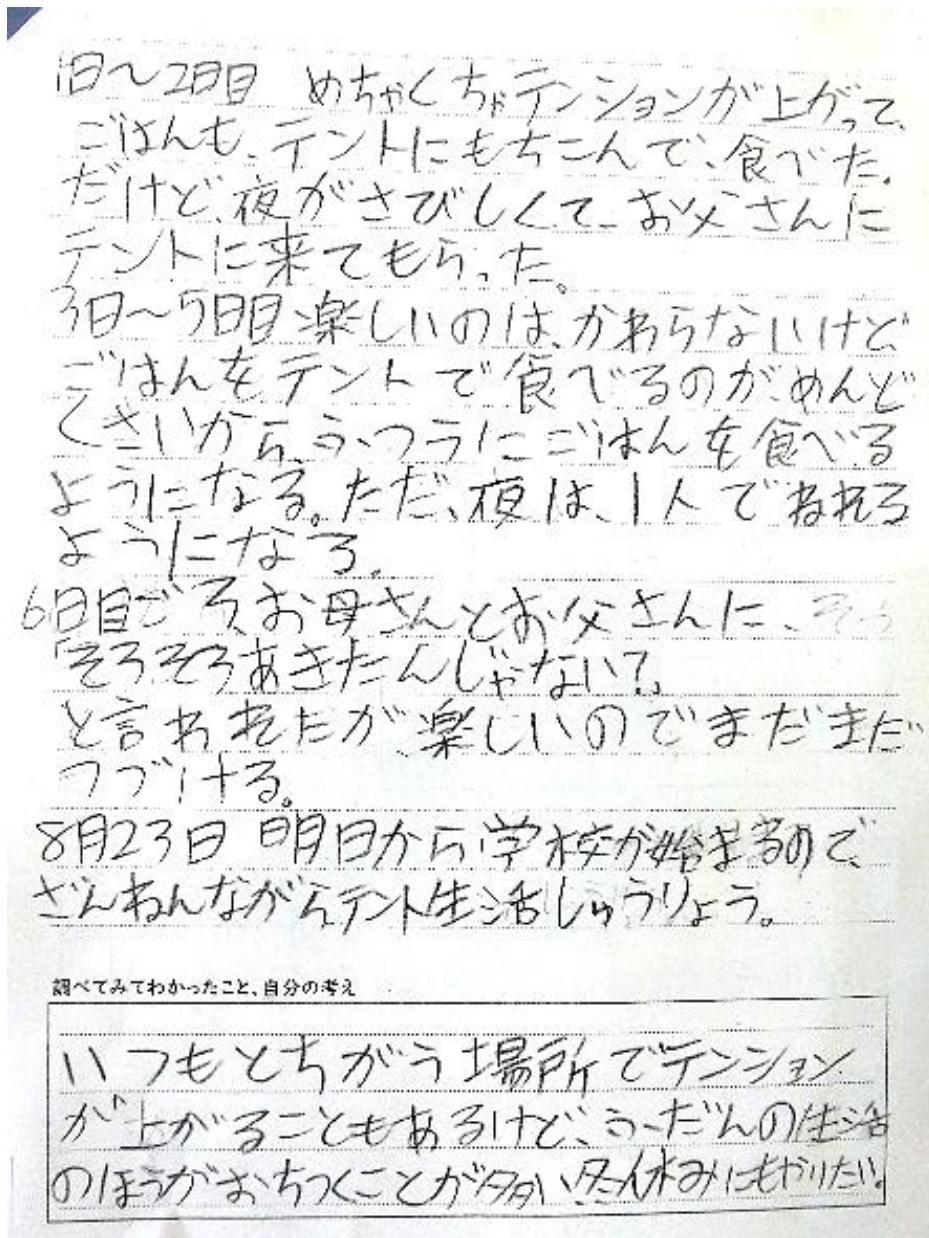 1日〜2日目 めちゃくちゃテンションが上がって、
ごはんも、テントにもちこんで、食べた。
だけど、夜がさびしくて、お父さんに
テントに来てもらった。
3日〜5日目 楽しいのは、かわらないけど、
ごはんをテントで食べるのが、めんど
くさいから、ふつうにごはんを食べる
ようになる。ただ、夜は、1人でねれる
ようになる。
6日目ごろ、お母さんとお父さんに、
「そろそろあきたんじゃない?」
と言われたが、楽しいのでまだまだ
つづける。
8月23日 明日から学校が始まるので、
ざんねんながら、テント生活しゅうりょう。
調べてみてわかったこと、自分の考え
いつもとちがう場所でテンション
が上がることもあるけど、ふだんの生活
のほうがおちつくことが多い。冬休みにもやりたい。